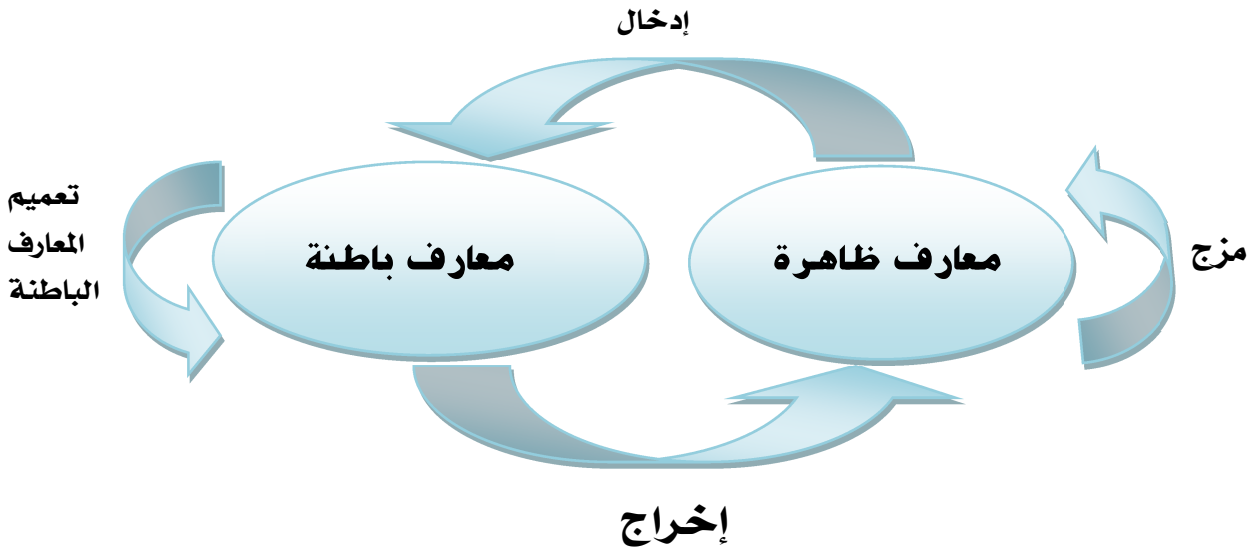 إدخال
معارف ظاهرة
معارف باطنة
مزج
تعميم
المعارف
الباطنة
إخراج